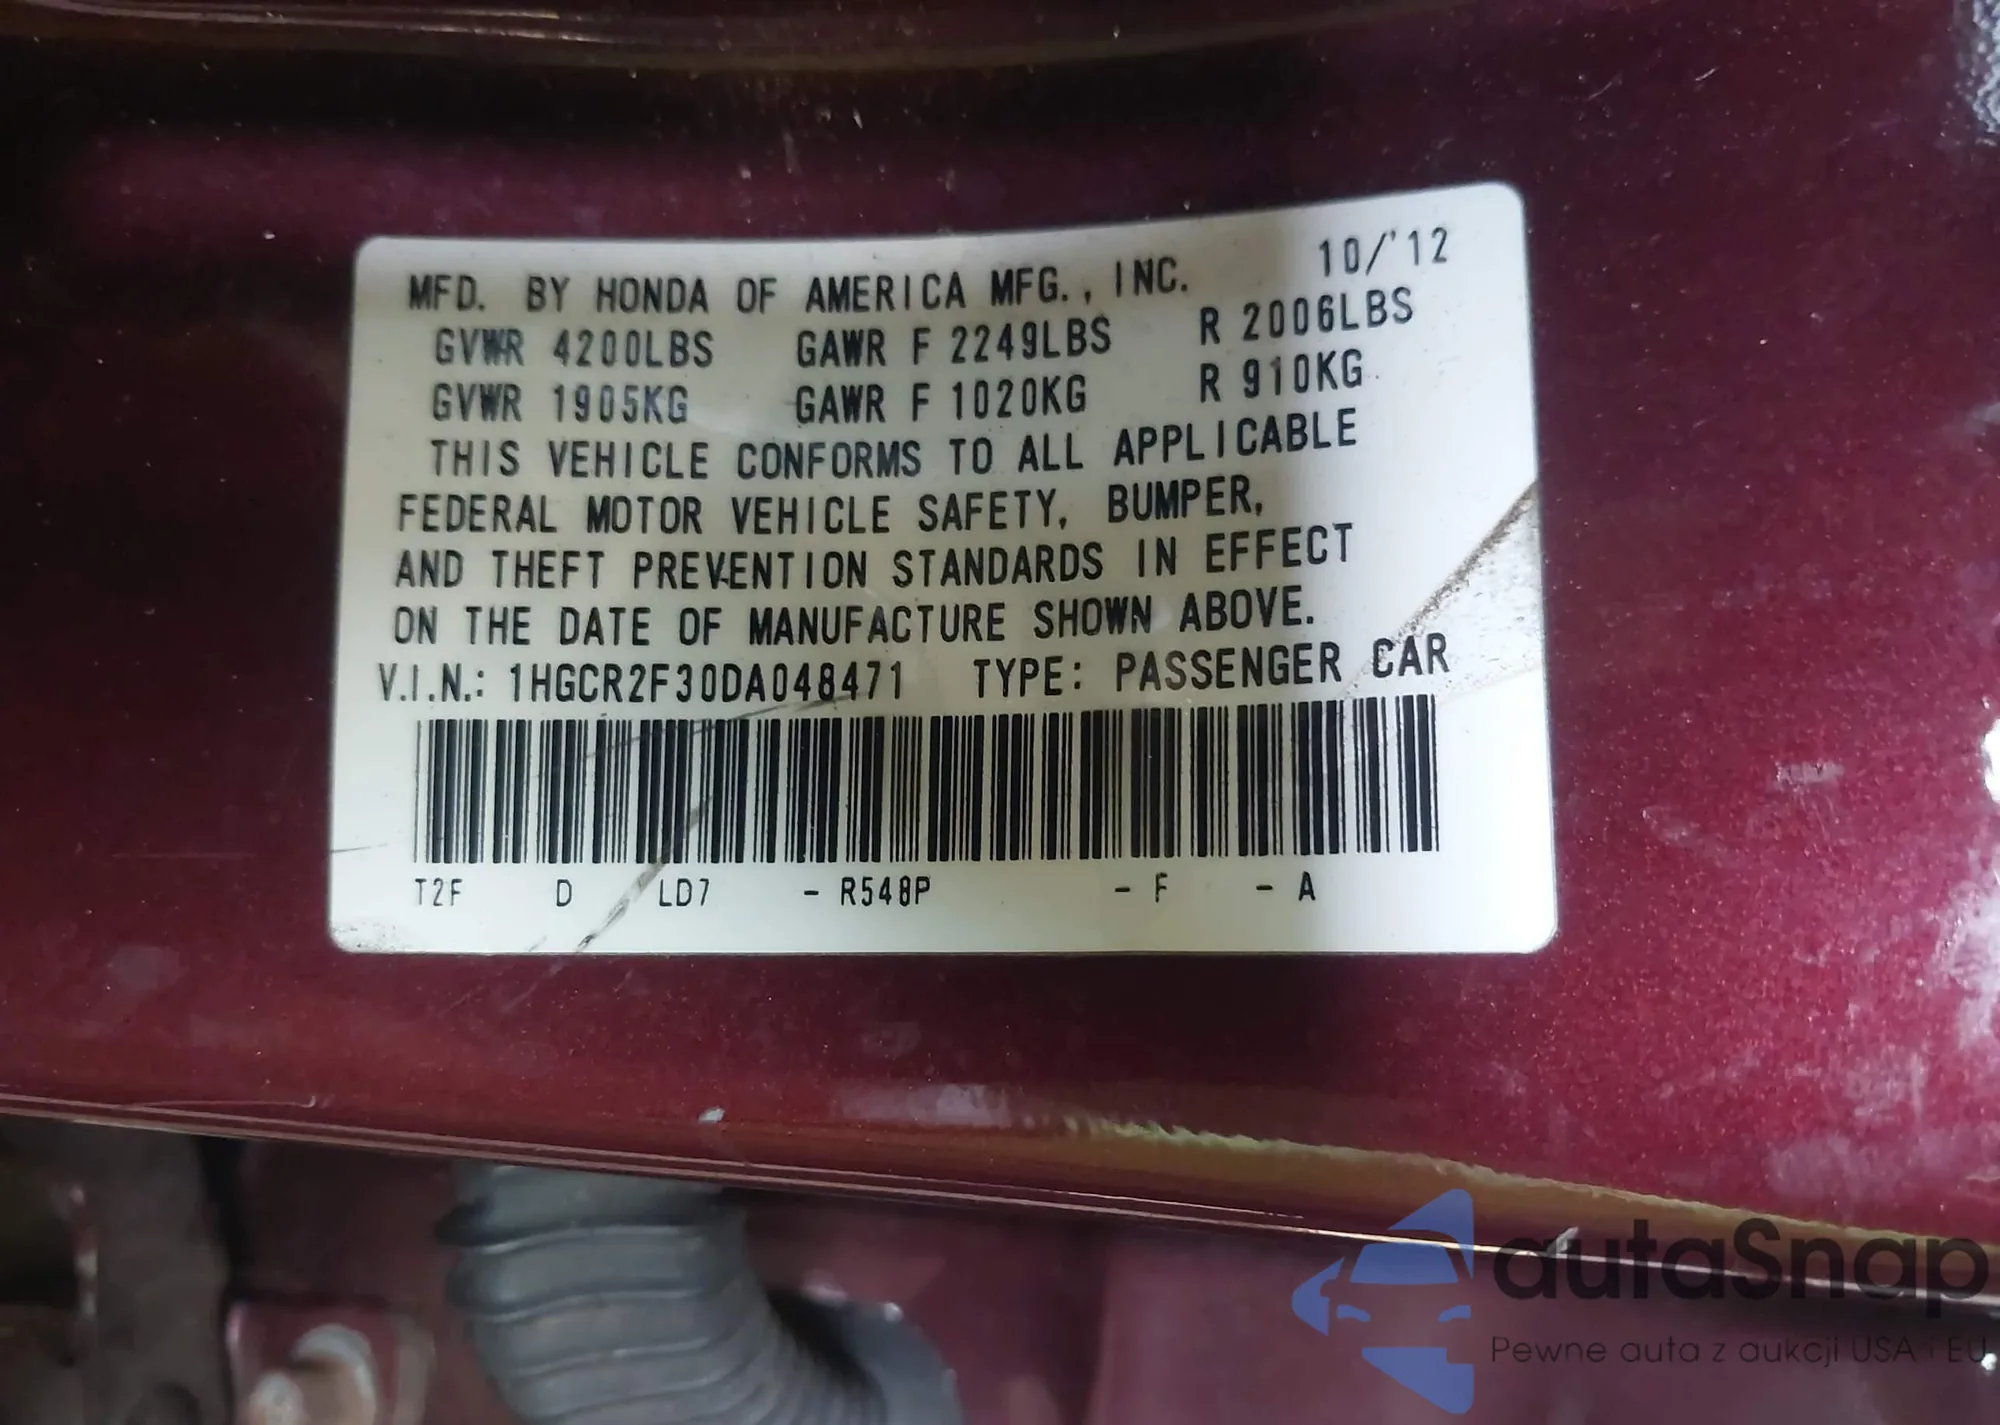 10/'12
MFD. BY HONDA OF AMERICA MFG., INC.
GVWR 4200LBS GAWR F 2249LBS R 2006LBS
GVWR 1905KG GAWR F 1020KG R 910KG
THIS VEHICLE CONFORMS TO ALL APPLICABLE
FEDERAL MOTOR VEHICLE SAFETY, BUMPER,
AND THEFT PREVENTION STANDARDS IN EFFECT
ON THE DATE OF MANUFACTURE SHOWN ABOVE.
V.I.N.: 1HGCR2F30DA048471 TYPE: PASSENGER CAR
T2F D LD7 - R548P - F - A
autaSnap
Pewne auta z aukcji USA i EU